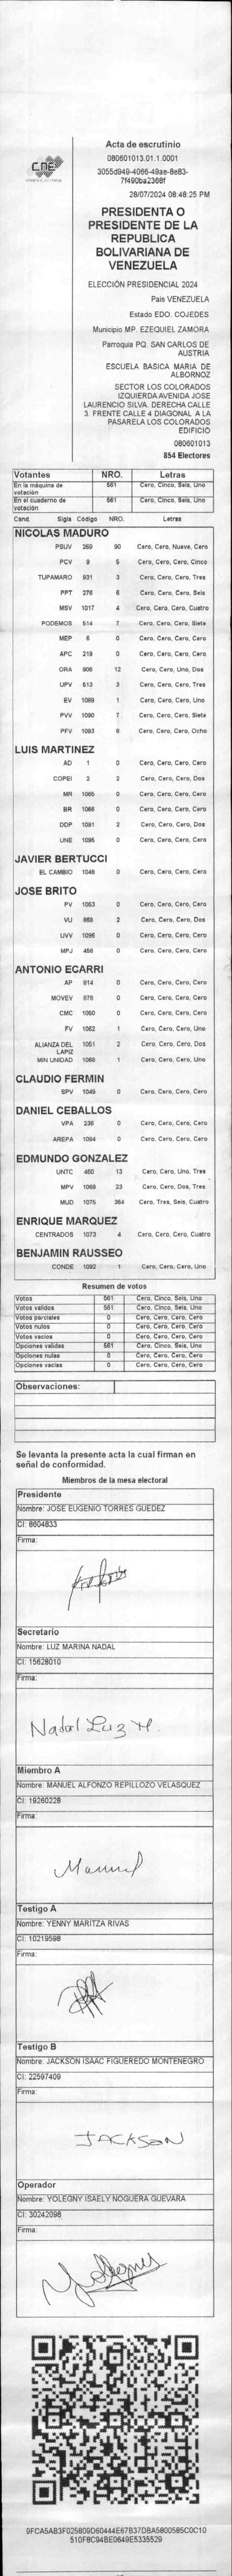 CNE
Acta de escrutinio
080601013.01.1.0001
3055d949-4066-49ae-8e83-
7f490ba2368f
28/07/2024 08:48:25 PM
PRESIDENTA O
PRESIDENTE DE LA
REPUBLICA
BOLIVARIANA DE
VENEZUELA
ELECCIÓN PRESIDENCIAL 2024
Pais VENEZUELA
Estado EDO. COJEDES
Municipio MP. EZEQUIEL ZAMORA
Parroquia PQ. SAN CARLOS DE
AUSTRIA
ESCUELA BASICA MARIA DE
ALBORNOZ
SECTOR LOS COLORADOS
IZQUIERDA AVENIDA JOSE
LAURENCIO SILVA. DERECHA CALLE
3. FRENTE CALLE 4 DIAGONAL A LA
PASARELA LOS COLORADOS
EDIFICIO
080601013
854 Electores
Votantes NRO. Letras
En la máquina de votación 561 Cero, Cinco, Seis, Uno
En el cuaderno de votación 561 Cero, Cinco, Seis, Uno
Cand. Sigla Código NRO. Letras
NICOLAS MADURO
PSUV 269 90 Cero, Cero, Nueve, Cero
PCV 9 5 Cero, Cero, Cero, Cinco
TUPAMARO 931 3 Cero, Cero, Cero, Tres
PPT 276 6 Cero, Cero, Cero, Seis
MSV 1017 4 Cero, Cero, Cero, Cuatro
PODEMOS 514 7 Cero, Cero, Cero, Siete
MEP 6 0 Cero, Cero, Cero, Cero
APC 219 0 Cero, Cero, Cero, Cero
ORA 906 12 Cero, Cero, Uno, Dos
UPV 513 3 Cero, Cero, Cero, Tres
EV 1089 1 Cero, Cero, Cero, Uno
PVV 1090 7 Cero, Cero, Cero, Siete
PFV 1093 8 Cero, Cero, Cero, Ocho
LUIS MARTINEZ
AD 1 0 Cero, Cero, Cero, Cero
COPEI 2 2 Cero, Cero, Cero, Dos
MR 1065 0 Cero, Cero, Cero, Cero
BR 1066 0 Cero, Cero, Cero, Cero
DDP 1091 2 Cero, Cero, Cero, Dos
UNE 1095 0 Cero, Cero, Cero, Cero
JAVIER BERTUCCI
EL CAMBIO 1048 0 Cero, Cero, Cero, Cero
JOSE BRITO
PV 1053 0 Cero, Cero, Cero, Cero
VU 868 2 Cero, Cero, Cero, Dos
UVV 1096 0 Cero, Cero, Cero, Cero
MPJ 458 0 Cero, Cero, Cero, Cero
ANTONIO ECARRI
AP 814 0 Cero, Cero, Cero, Cero
MOVEV 878 0 Cero, Cero, Cero, Cero
CMC 1050 0 Cero, Cero, Cero, Cero
FV 1062 1 Cero, Cero, Cero, Uno
ALIANZA DEL LAPIZ 1051 2 Cero, Cero, Cero, Dos
MIN UNIDAD 1068 1 Cero, Cero, Cero, Uno
CLAUDIO FERMIN
SPV 1049 0 Cero, Cero, Cero, Cero
DANIEL CEBALLOS
VPA 236 0 Cero, Cero, Cero, Cero
AREPA 1094 0 Cero, Cero, Cero, Cero
EDMUNDO GONZALEZ
UNTC 460 13 Cero, Cero, Uno, Tres
MPV 1069 23 Cero, Cero, Dos, Tres
MUD 1075 364 Cero, Tres, Seis, Cuatro
ENRIQUE MARQUEZ
CENTRADOS 1073 4 Cero, Cero, Cero, Cuatro
BENJAMIN RAUSSEO
CONDE 1092 1 Cero, Cero, Cero, Uno
Resumen de votos
Votos 561 Cero, Cinco, Seis, Uno
Votos validos 561 Cero, Cinco, Seis, Uno
Votos parciales 0 Cero, Cero, Cero, Cero
Votos nulos 0 Cero, Cero, Cero, Cero
Votos vacios 0 Cero, Cero, Cero, Cero
Opciones validas 561 Cero, Cinco, Seis, Uno
Opciones nulas 0 Cero, Cero, Cero, Cero
Opciones vacias 0 Cero, Cero, Cero, Cero
Observaciones:
Se levanta la presente acta la cual firman en
señal de conformidad.
Miembros de la mesa electoral
Presidente
Nombre: JOSE EUGENIO TORRES GUEDEZ
CI: 8604833
Firma:
Secretario
Nombre: LUZ MARINA NADAL
CI: 15628010
Firma:
Nadal Luz M.
Miembro A
Nombre: MANUEL ALFONZO REPILLOZO VELASQUEZ
CI: 19260228
Firma:
Manuel
Testigo A
Nombre: YENNY MARITZA RIVAS
CI: 10219598
Firma:
Testigo B
Nombre: JACKSON ISAAC FIGUEREDO MONTENEGRO
CI: 22597409
Firma:
JACKSON
Operador
Nombre: YOLEGNY ISAELY NOGUERA GUEVARA
CI: 30242098
Firma:
Yolegny
9FCA5AB3F025809D60444E67B37DBA5800585C0C10
510F8C94BE0649E5335529